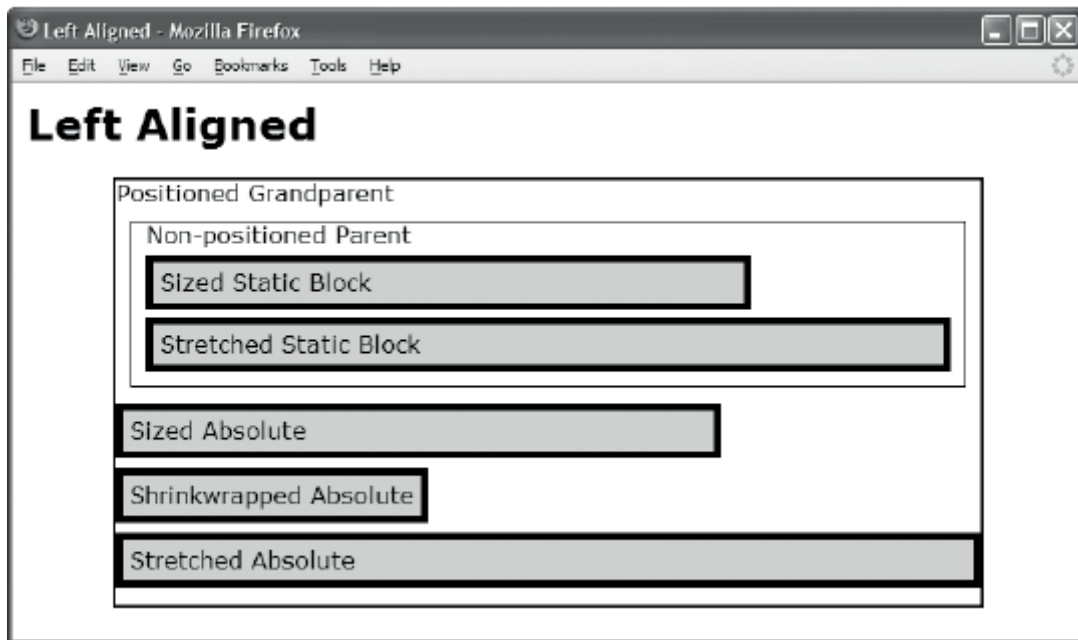 Left Aligned - Mozilla Firefox
File Edit View Go Bookmarks Tools Help
Left Aligned
Positioned Grandparent
Non-positioned Parent
Sized Static Block
Stretched Static Block
Sized Absolute
Shrinkwrapped Absolute
Stretched Absolute